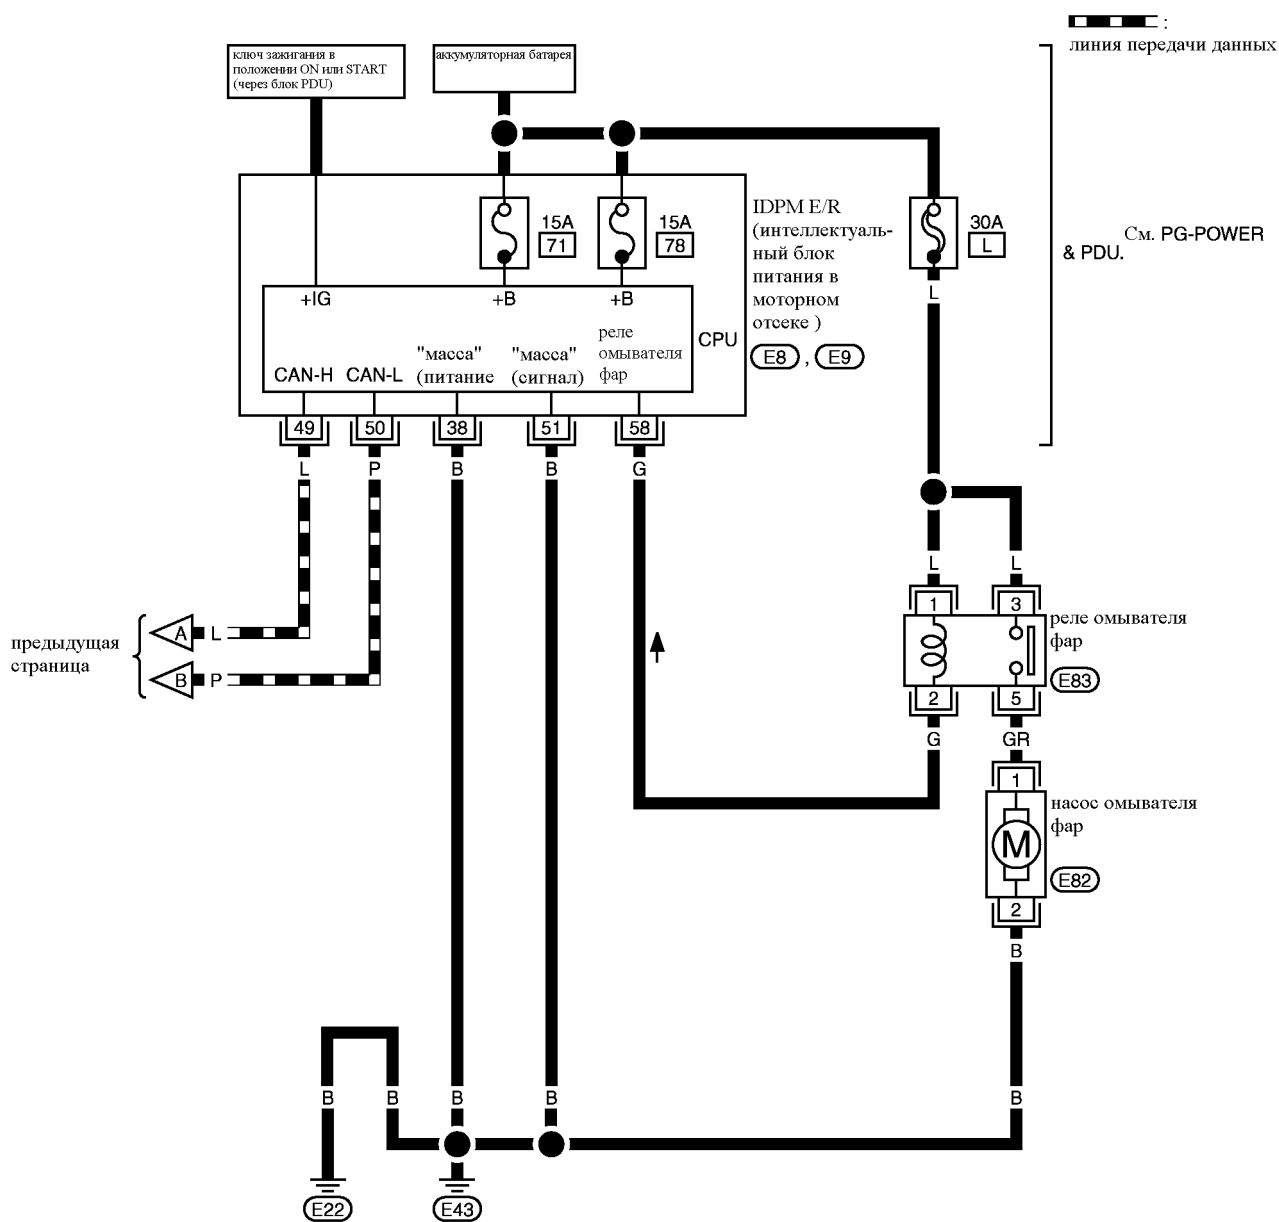 :
линия передачи данных
ключ зажигания в
положении ON или START
(через блок PDU)
аккумуляторная батарея
15A
71
15A
78
IDPM E/R
(интеллектуаль-
ный блок
питания в
моторном
отсеке )
E8 , E9
30A
L
См. PG-POWER
& PDU.
L
+IG
+B
+B
CPU
реле
омывателя
фар
"масса"
(питание
"масса"
(сигнал)
CAN-H
CAN-L
49
50
38
51
58
L
P
B
B
G
L
L
1
3
реле омывателя
фар
E83
2
5
G
GR
предыдущая
страница
A
L
B
P
1
насос омывателя
фар
M
E82
2
B
B
B
B
B
B
E22
E43